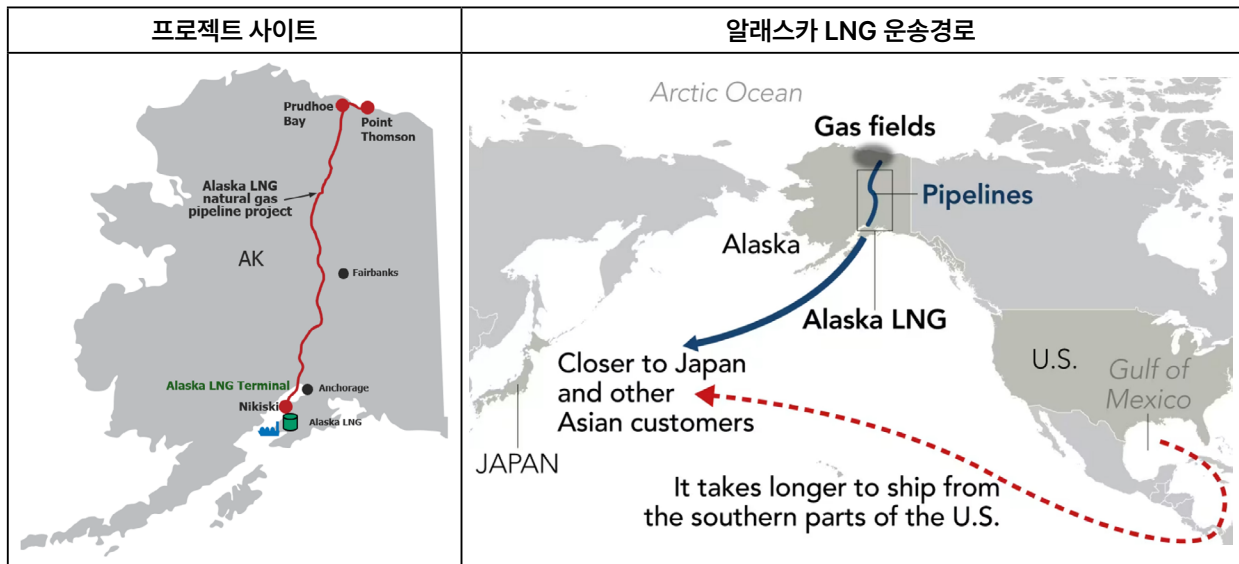 프로젝트 사이트
알래스카 LNG 운송경로
Prudhoe
Bay
Point
Thomson
Alaska LNG
natural gas
pipeline project
AK
Fairbanks
Alaska LNG Terminal
Anchorage
Nikiski
Alaska LNG
Arctic Ocean
Gas fields
Pipelines
Alaska
Alaska LNG
Closer to Japan
and other
Asian customers
U.S.
Gulf of
Mexico
JAPAN
It takes longer to ship from
the southern parts of the U.S.